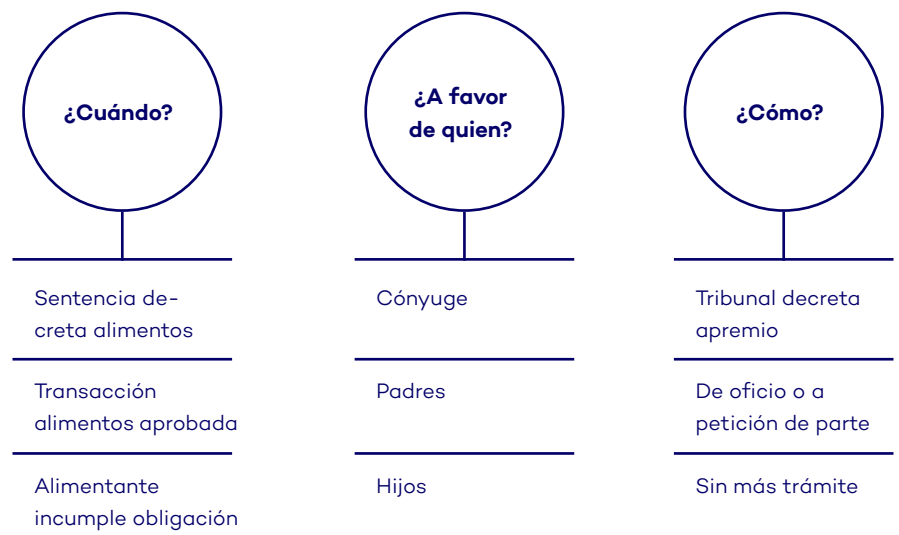 ¿Cuándo?
Sentencia de-
creta alimentos
Transacción
alimentos aprobada
Alimentante
incumple obligación
¿A favor
de quien?
Cónyuge
Padres
Hijos
¿Cómo?
Tribunal decreta
apremio
De oficio o a
petición de parte
Sin más trámite